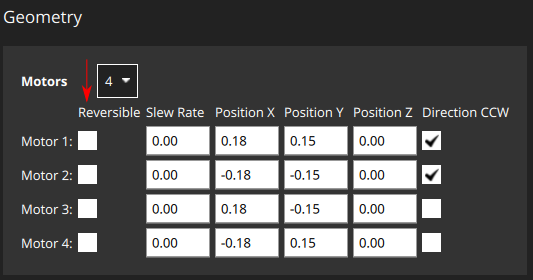 Geometry
Motors 4
Reversible Slew Rate Position X Position Y Position Z Direction CCW
Motor 1: 0.00 0.18 0.15 0.00
Motor 2: 0.00 -0.18 -0.15 0.00
Motor 3: 0.00 0.18 -0.15 0.00
Motor 4: 0.00 -0.18 0.15 0.00